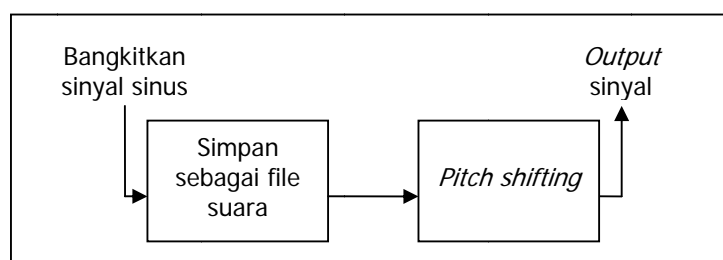 Bangkitkan
sinyal sinus
Simpan
sebagai file
suara
Pitch shifting
Output
sinyal